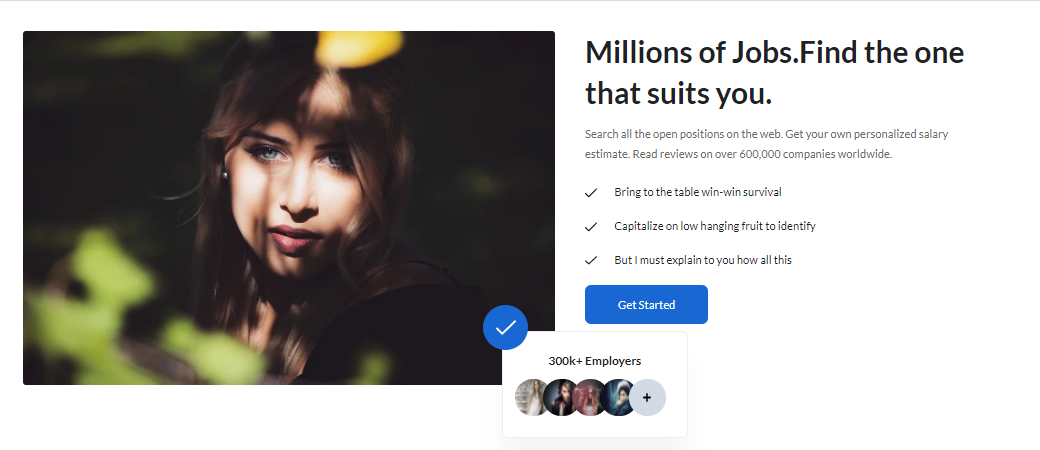 Millions of Jobs.Find the one
that suits you.
Search all the open positions on the web. Get your own personalized salary
estimate. Read reviews on over 600,000 companies worldwide.
Bring to the table win-win survival
Capitalize on low hanging fruit to identify
But I must explain to you how all this
Get Started
300k+ Employers
+